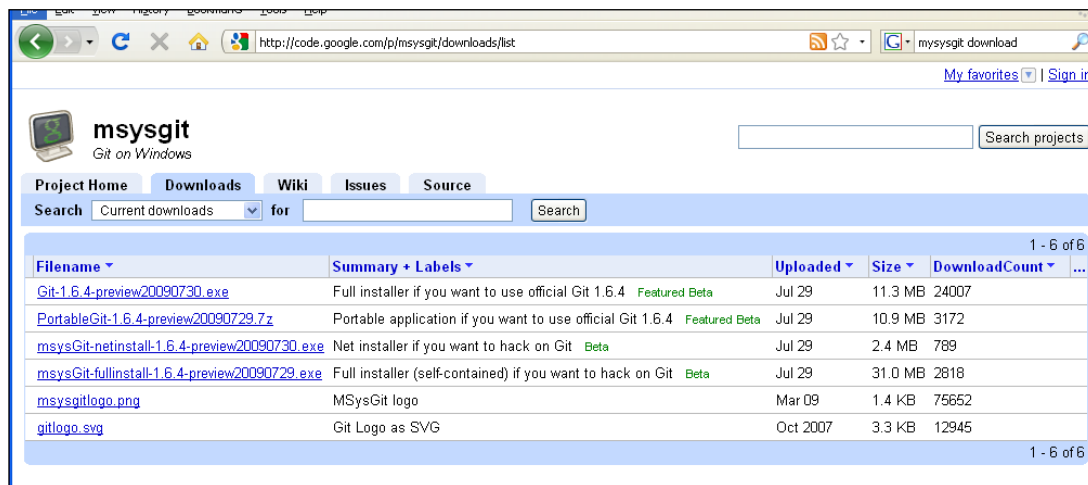 File Edit View History Bookmarks Tools Help
http://code.google.com/p/msysgit/downloads/list G mysysgit download
My favorites | Sign in
msysgit
Git on Windows
Search projects
Project Home Downloads Wiki Issues Source
Search Current downloads for Search
1 - 6 of 6
Filename Summary + Labels Uploaded Size DownloadCount ...
Git-1.6.4-preview20090730.exe Full installer if you want to use official Git 1.6.4 Featured Beta Jul 29 11.3 MB 24007
PortableGit-1.6.4-preview20090729.7z Portable application if you want to use official Git 1.6.4 Featured Beta Jul 29 10.9 MB 3172
msysGit-netinstall-1.6.4-preview20090730.exe Net installer if you want to hack on Git Beta Jul 29 2.4 MB 789
msysGit-fullinstall-1.6.4-preview20090729.exe Full installer (self-contained) if you want to hack on Git Beta Jul 29 31.0 MB 2818
msysgitlogo.png MSysGit logo Mar 09 1.4 KB 75652
gitlogo.svg Git Logo as SVG Oct 2007 3.3 KB 12945
1 - 6 of 6